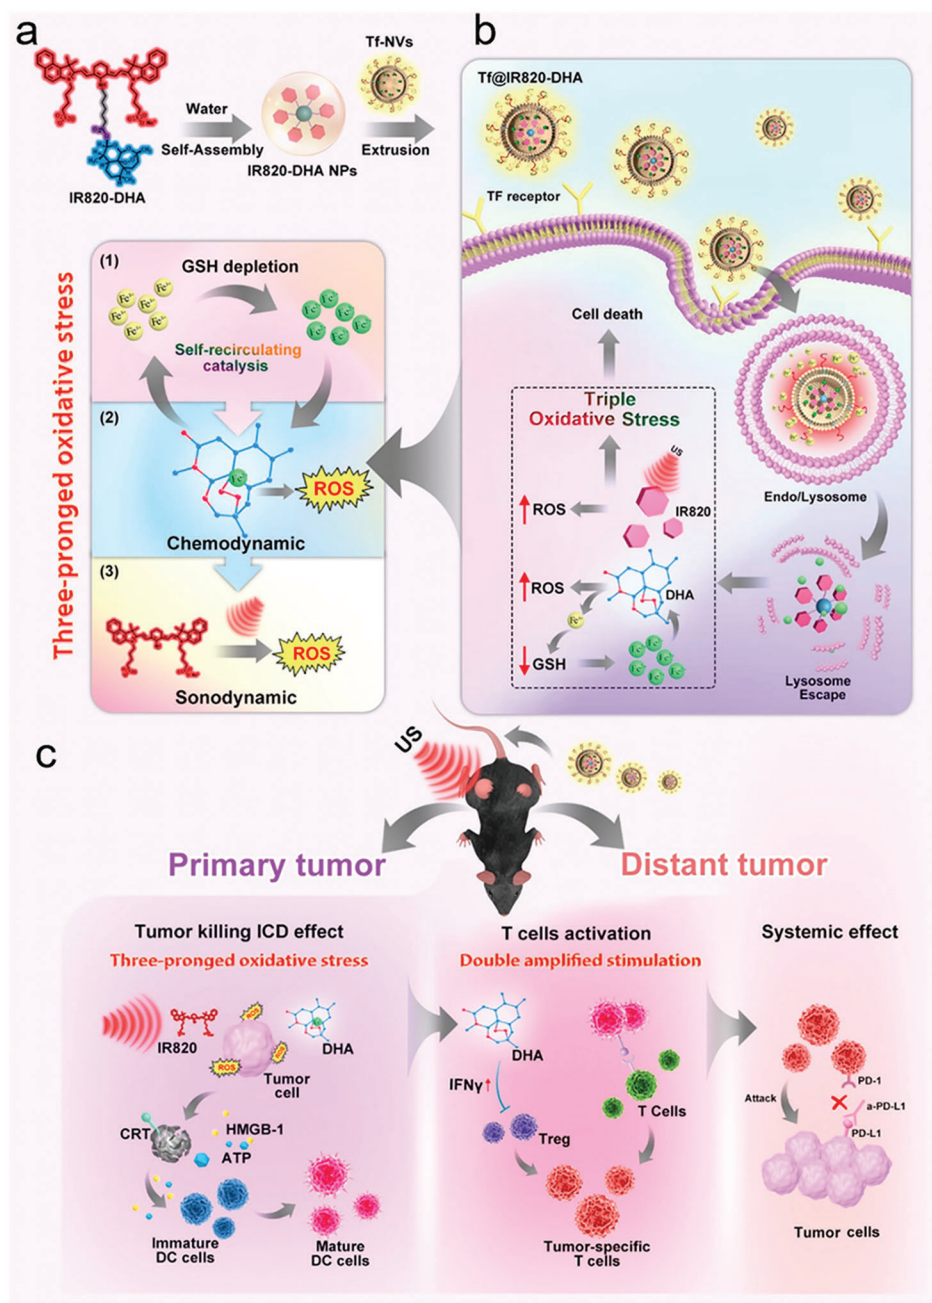 a
IR820-DHA
Water
Self-Assembly
IR820-DHA NPs
Tf-NVs
Extrusion
b
Tf@IR820-DHA
TF receptor
Cell death
Triple
Oxidative Stress
US
ROS
IR820
ROS
DHA
GSH
Endo/Lysosome
Lysosome
Escape
Three-pronged oxidative stress
(1)
GSH depletion
Self-recirculating
catalysis
(2)
ROS
Chemodynamic
(3)
ROS
Sonodynamic
c
US
Primary tumor
Distant tumor
Tumor killing ICD effect
Three-pronged oxidative stress
IR820
ROS
ROS
ROS
DHA
Tumor
cell
CRT
HMGB-1
ATP
Immature
DC cells
Mature
DC cells
T cells activation
Double amplified stimulation
DHA
IFNγ
Treg
T Cells
Tumor-specific
T cells
Systemic effect
PD-1
Attack
a-PD-L1
PD-L1
Tumor cells